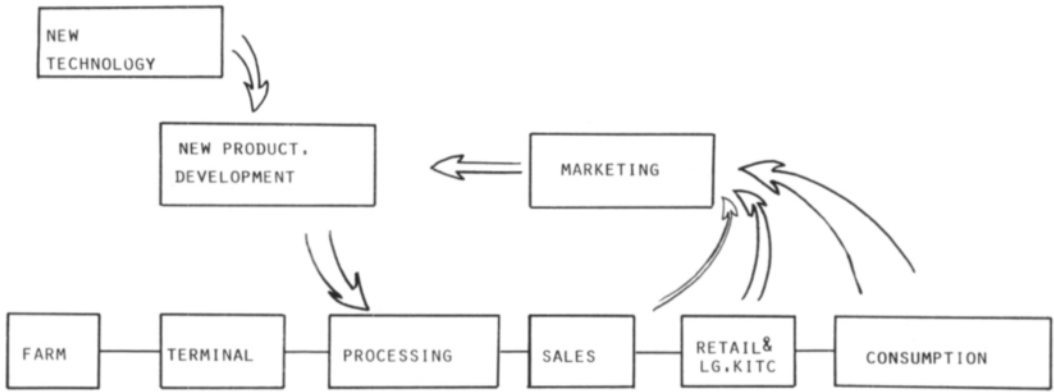 NEW
TECHNOLOGY
NEW PRODUCT.
DEVELOPMENT
MARKETING
FARM
TERMINAL
PROCESSING
SALES
RETAIL&
LG.KITC
CONSUMPTION